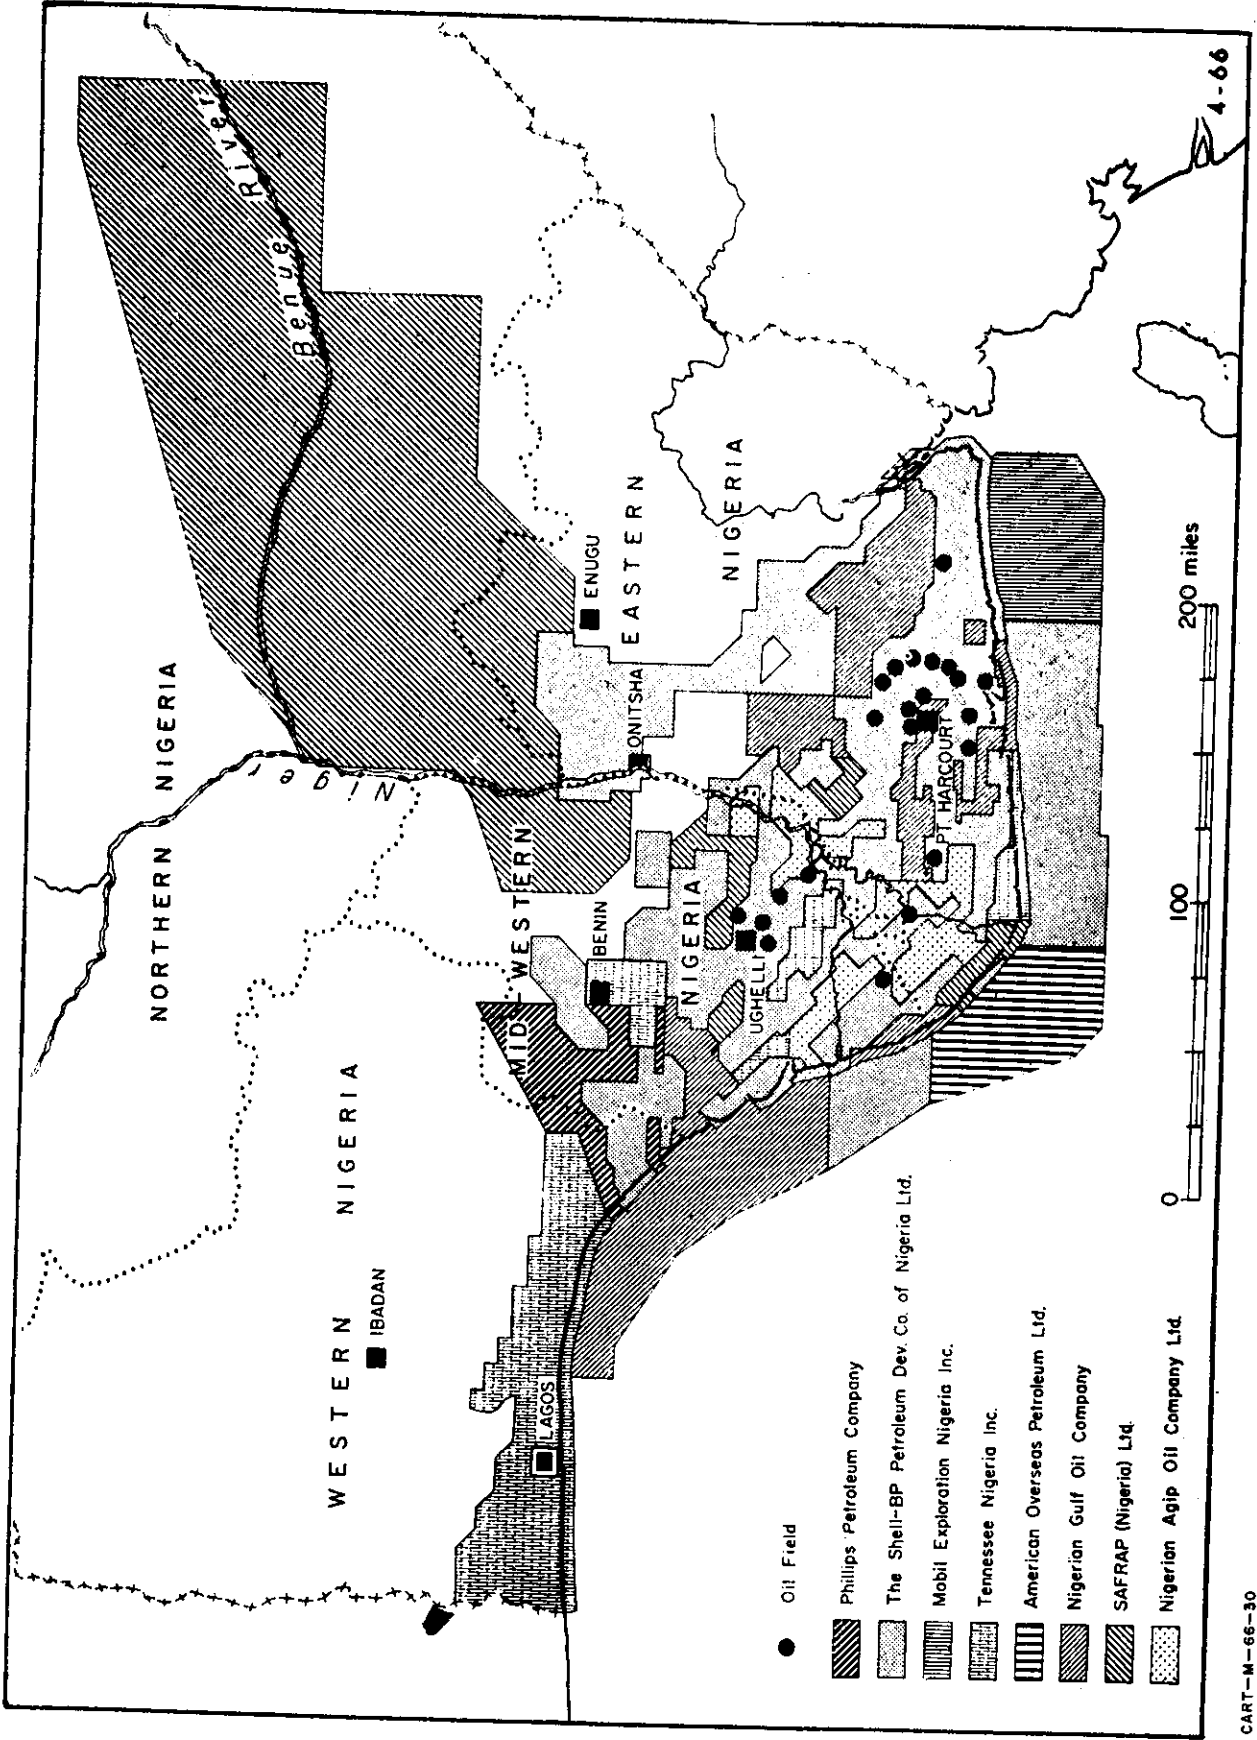 NORTHERN NIGERIA
Niger
Benue River
WESTERN NIGERIA
IBADAN
LAGOS
MID-WESTERN
NIGERIA
BENIN
UGHELLI
ONITSHA
ENUGU
EASTERN
NIGERIA
PT. HARCOURT
Oil Field
Phillips Petroleum Company
The Shell-BP Petroleum Dev. Co. of Nigeria Ltd.
Mobil Exploration Nigeria Inc.
Tennessee Nigeria Inc.
American Overseas Petroleum Ltd.
Nigerian Gulf Oil Company
SAFRAP (Nigeria) Ltd.
Nigerian Agip Oil Company Ltd.
0 100 200 miles
4-66
CART-M-66-30